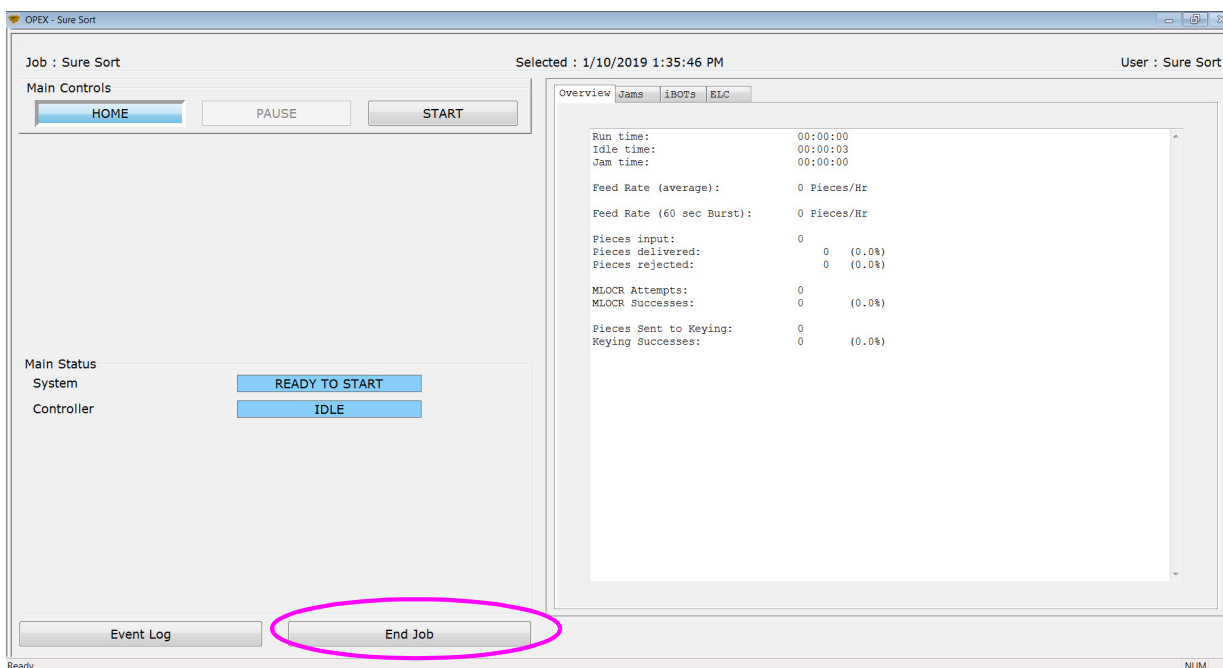 OPEX - Sure Sort
Job : Sure Sort
Selected : 1/10/2019 1:35:46 PM
User : Sure Sort
Main Controls
HOME
PAUSE
START
Overview
Jams
iBOTs
ELC
Run time: 00:00:00
Idle time: 00:00:03
Jam time: 00:00:00
Feed Rate (average): 0 Pieces/Hr
Feed Rate (60 sec Burst): 0 Pieces/Hr
Pieces input: 0
Pieces delivered: 0 (0.0%)
Pieces rejected: 0 (0.0%)
MLOCR Attempts: 0
MLOCR Successes: 0 (0.0%)
Pieces Sent to Keying: 0
Keying Successes: 0 (0.0%)
Main Status
System READY TO START
Controller IDLE
Event Log
End Job
Ready
NUM